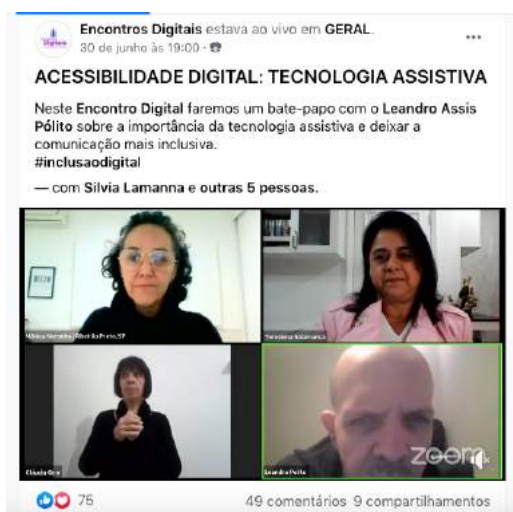 Encontros Digitais estava ao vivo em GERAL.
30 de junho às 19:00 ·
ACESSIBILIDADE DIGITAL: TECNOLOGIA ASSISTIVA
Neste Encontro Digital faremos um bate-papo com o Leandro Assis
Pólito sobre a importância da tecnologia assistiva e deixar a
comunicação mais inclusiva.
#inclusaodigital
— com Silvia Lamanna e outras 5 pessoas.
zoom
75
49 comentários 9 compartilhamentos